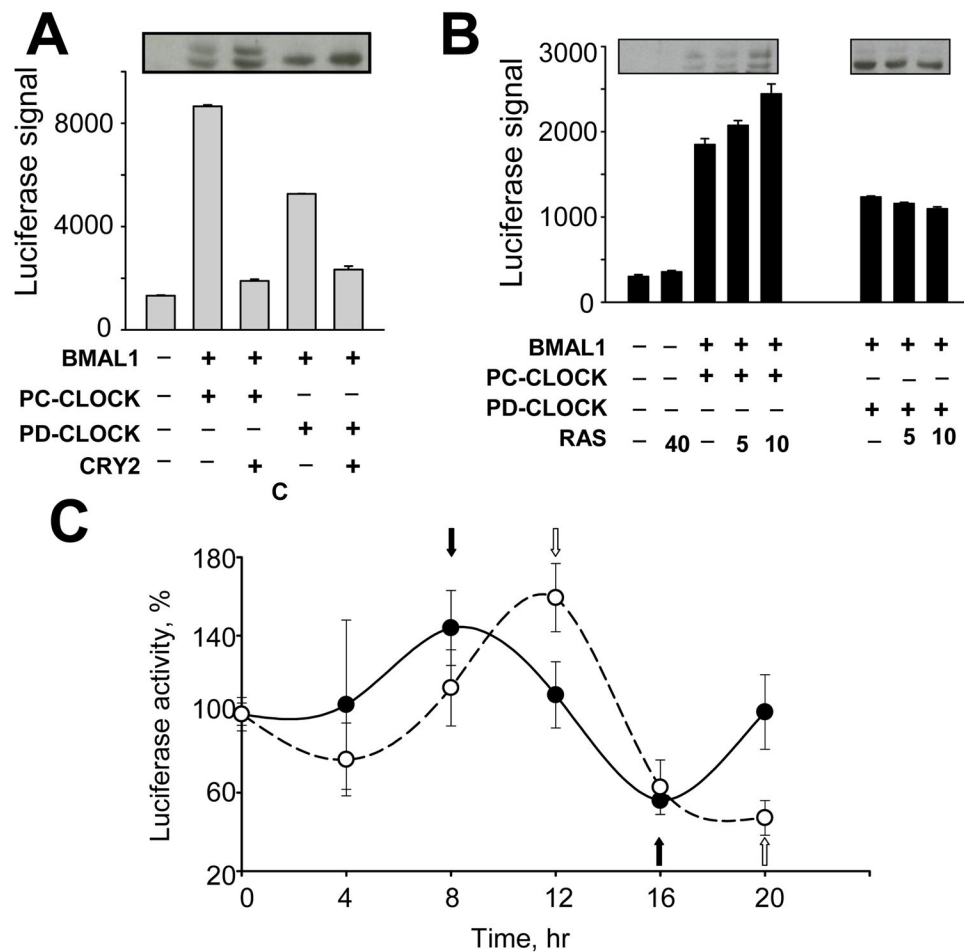 A
Luciferase signal
8000
4000
0
BMAL1 – + + + +
PC-CLOCK – + + – –
PD-CLOCK – – – + +
CRY2 – – + – +
C
B
Luciferase signal
3000
2000
1000
0
BMAL1 – – + + + + + +
PC-CLOCK – – + + + – – –
PD-CLOCK – – – – – + + +
RAS – 40 – 5 10 – 5 10
C
Luciferase activity, %
180
140
100
60
20
0 4 8 12 16 20
Time, hr